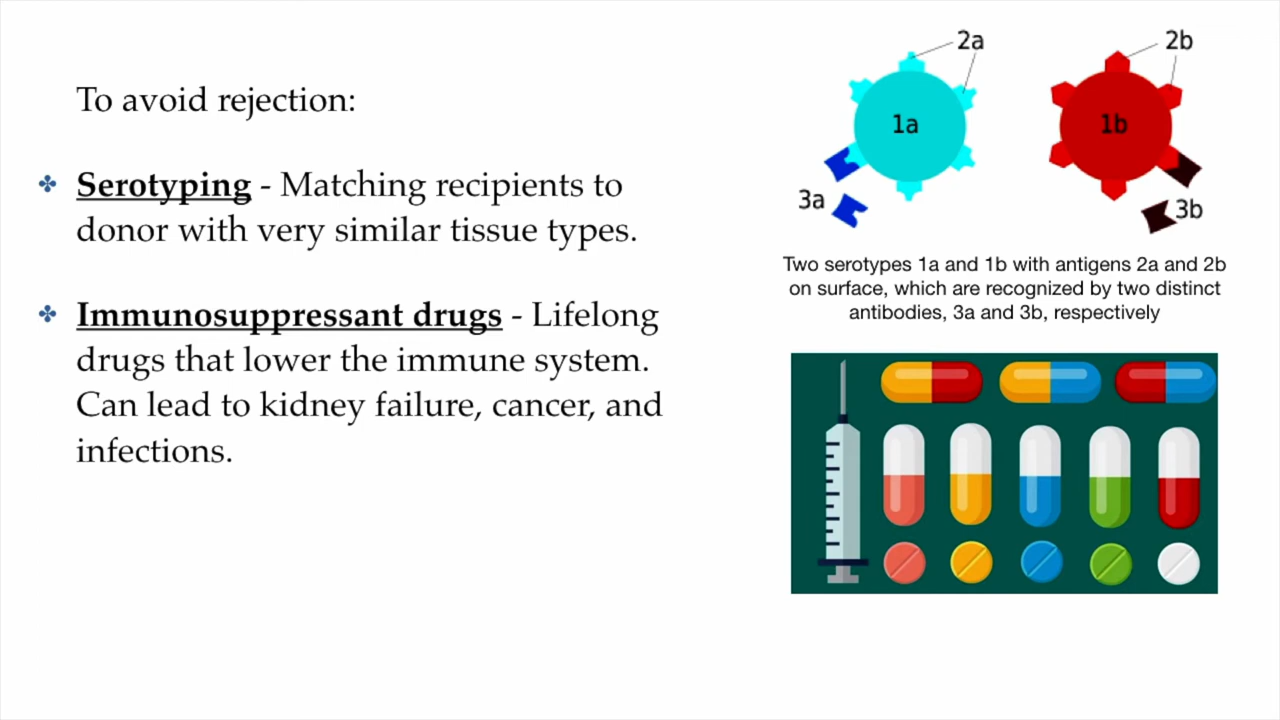 To avoid rejection:
Serotyping - Matching recipients to
donor with very similar tissue types.
Immunosuppressant drugs - Lifelong
drugs that lower the immune system.
Can lead to kidney failure, cancer, and
infections.
2a
2b
1a
1b
3a
3b
Two serotypes 1a and 1b with antigens 2a and 2b
on surface, which are recognized by two distinct
antibodies, 3a and 3b, respectively